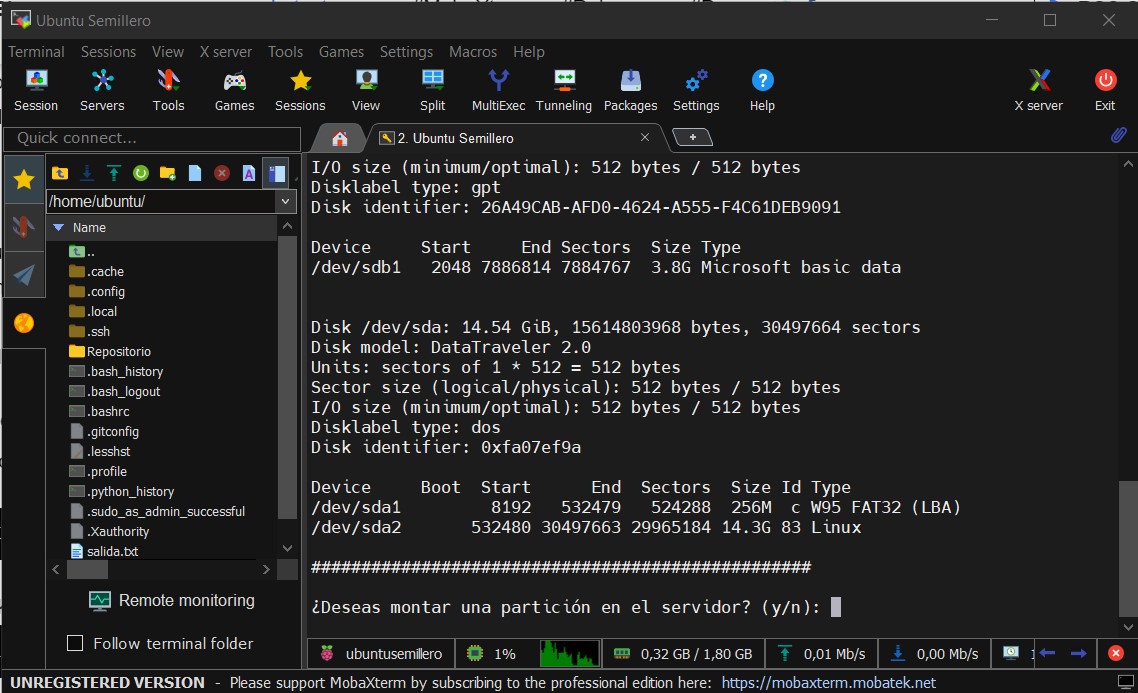 Ubuntu Semillero
Terminal Sessions View X server Tools Games Settings Macros Help
Session Servers Tools Games Sessions View Split MultiExec Tunneling Packages Settings Help X server Exit
Quick connect...
2. Ubuntu Semillero
/home/ubuntu/
Name
..
.cache
.config
.local
.ssh
Repositorio
.bash_history
.bash_logout
.bashrc
.gitconfig
.lesshst
.profile
.python_history
.sudo_as_admin_successful
.Xauthority
salida.txt
Remote monitoring
Follow terminal folder
I/O size (minimum/optimal): 512 bytes / 512 bytes
Disklabel type: gpt
Disk identifier: 26A49CAB-AFD0-4624-A555-F4C61DEB9091
Device Start End Sectors Size Type
/dev/sdb1 2048 7886814 7884767 3.8G Microsoft basic data
Disk /dev/sda: 14.54 GiB, 15614803968 bytes, 30497664 sectors
Disk model: DataTraveler 2.0
Units: sectors of 1 * 512 = 512 bytes
Sector size (logical/physical): 512 bytes / 512 bytes
I/O size (minimum/optimal): 512 bytes / 512 bytes
Disklabel type: dos
Disk identifier: 0xfa07ef9a
Device Boot Start End Sectors Size Id Type
/dev/sda1 8192 532479 524288 256M c W95 FAT32 (LBA)
/dev/sda2 532480 30497663 29965184 14.3G 83 Linux
##################################################
¿Deseas montar una partición en el servidor? (y/n):
ubuntusemillero 1% 0,32 GB / 1,80 GB 0,01 Mb/s 0,00 Mb/s
UNREGISTERED VERSION - Please support MobaXterm by subscribing to the professional edition here: https://mobaxterm.mobatek.net